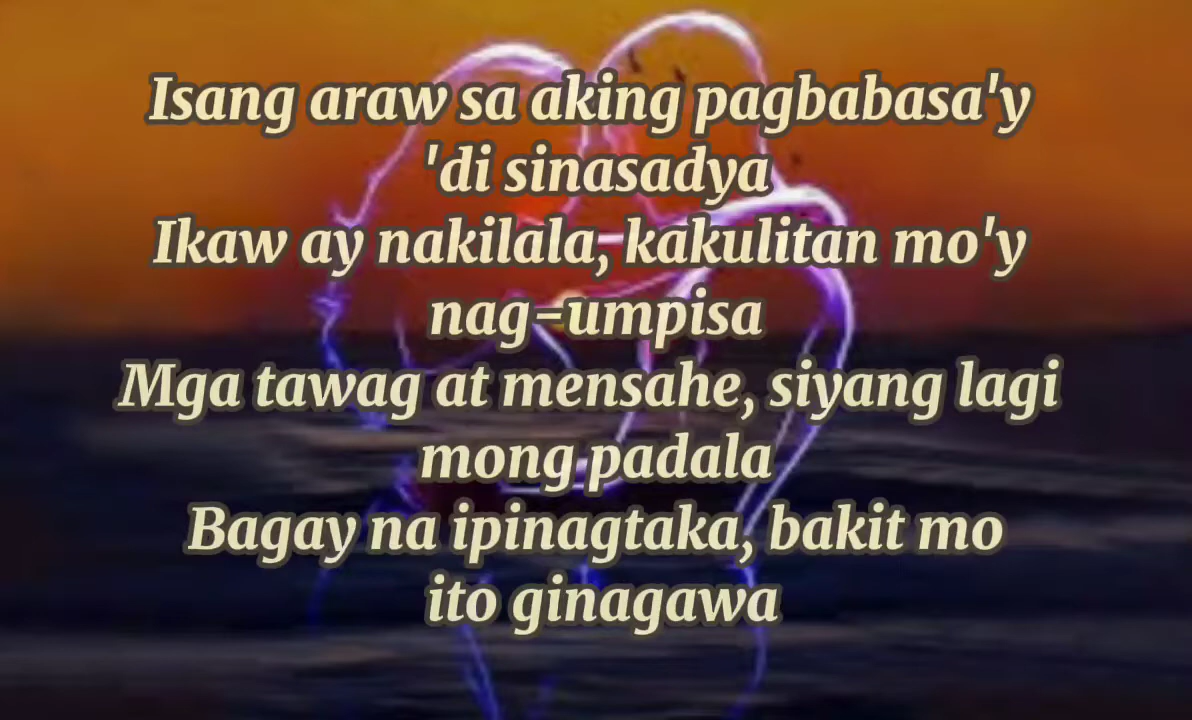 Isang araw sa aking pagbabasa'y
'di sinasadya
Ikaw ay nakilala, kakulitan mo'y
nag-umpisa
Mga tawag at mensahe, siyang lagi
mong padala
Bagay na ipinagtaka, bakit mo
ito ginagawa